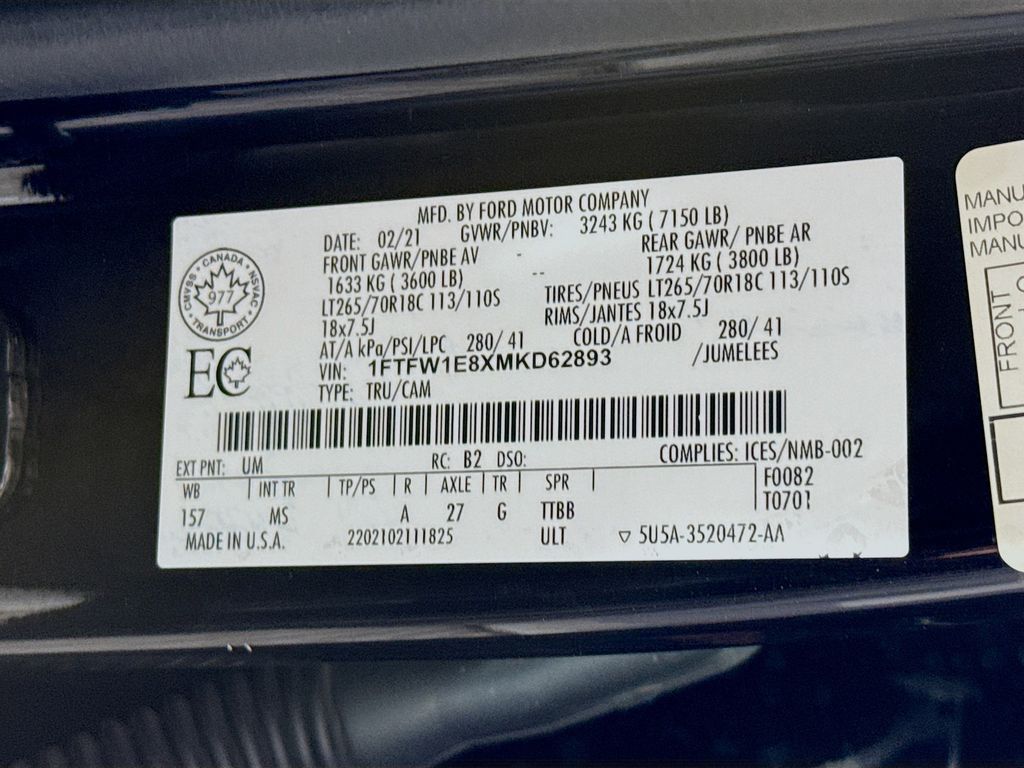 MFD. BY FORD MOTOR COMPANY
DATE: 02/21 GVWR/PNBV: 3243 KG ( 7150 LB)
FRONT GAWR/PNBE AV REAR GAWR/ PNBE AR
1633 KG ( 3600 LB) 1724 KG ( 3800 LB)
LT265/70R18C 113/110S TIRES/PNEUS LT265/70R18C 113/110S
18x7.5J RIMS/JANTES 18x7.5J
AT/A kPa/PSI/LPC 280/ 41 COLD/A FROID 280/ 41
VIN: 1FTFW1E8XMKD62893 /JUMELEES
TYPE: TRU/CAM
CANADA
CMVSS NSVAC
977
TRANSPORT
EC
EXT PNT: UM RC: B2 DSO: COMPLIES: ICES/NMB-002
WB INT TR TP/PS R AXLE TR SPR F0082
157 MS A 27 G TTBB T0701
MADE IN U.S.A. 2202102111825 ULT ▽ 5U5A-3520472-AA
MANU
IMPO
MANU
FRONT